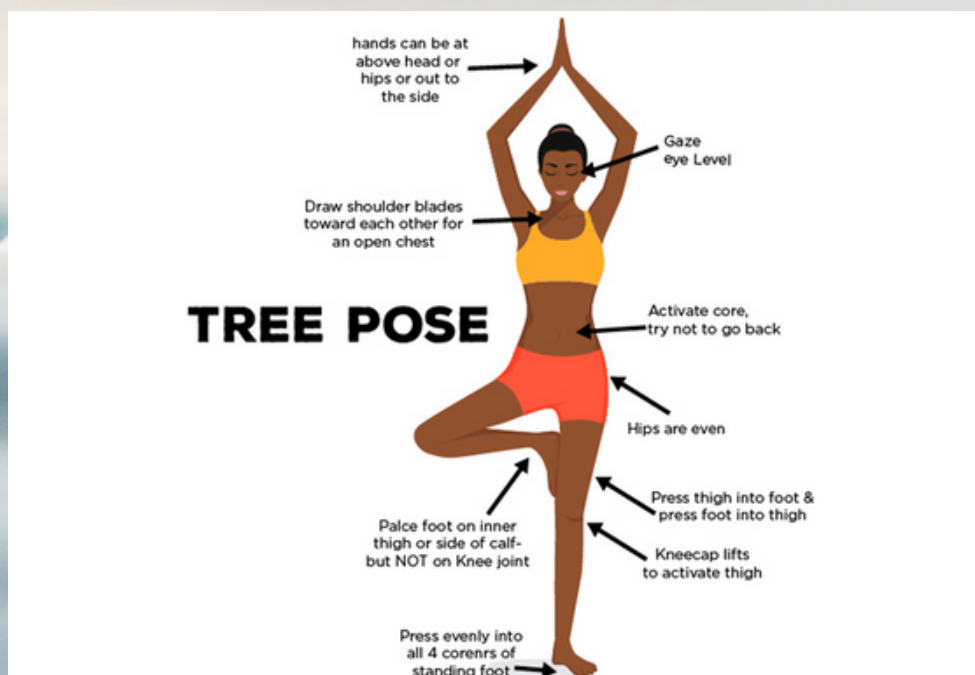 hands can be at
above head or
hips or out to
the side
Gaze
eye Level
Draw shoulder blades
toward each other for
an open chest
TREE POSE
Activate core,
try not to go back
Hips are even
Press thigh into foot &
press foot into thigh
Palce foot on inner
thigh or side of calf-
but NOT on Knee joint
Kneecap lifts
to activate thigh
Press evenly into
all 4 corenrs of
standing foot